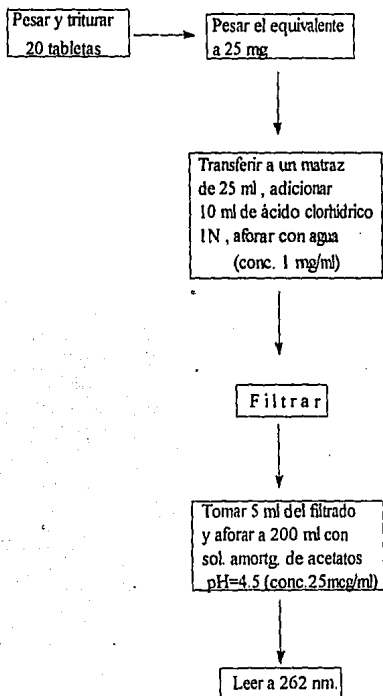 Pesar y triturar
20 tabletas
Pesar el equivalente
a 25 mg
Transferir a un matraz
de 25 ml , adicionar
10 ml de ácido clorhídrico
1N , aforar con agua
(conc. 1 mg/ml)
Filtrar
Tomar 5 ml del filtrado
y aforar a 200 ml con
sol. amortg. de acetatos
pH=4.5 (conc.25mcg/ml)
Leer a 262 nm.